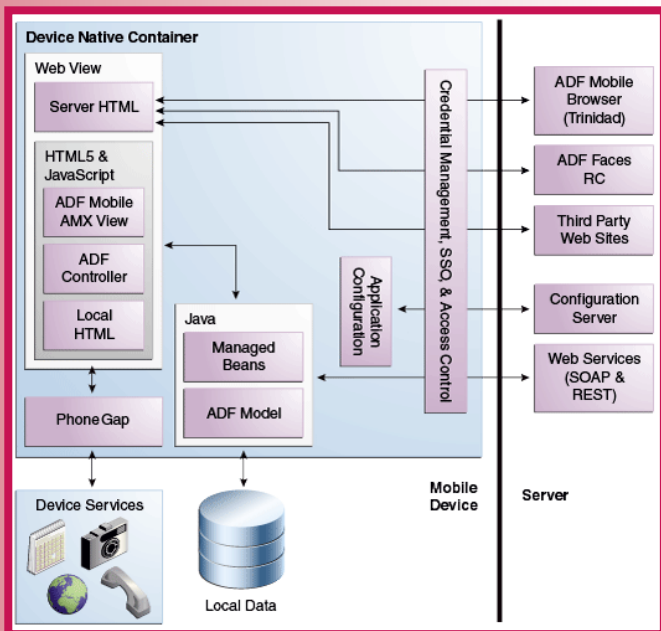 Device Native Container
Web View
Server HTML
HTML5 &
JavaScript
ADF Mobile
AMX View
ADF
Controller
Local
HTML
PhoneGap
Java
Managed
Beans
ADF Model
Application
Configuration
Credential Management, SSO, & Access Control
ADF Mobile
Browser
(Trinidad)
ADF Faces
RC
Third Party
Web Sites
Configuration
Server
Web Services
(SOAP &
REST)
Mobile
Device
Server
Device Services
Local Data